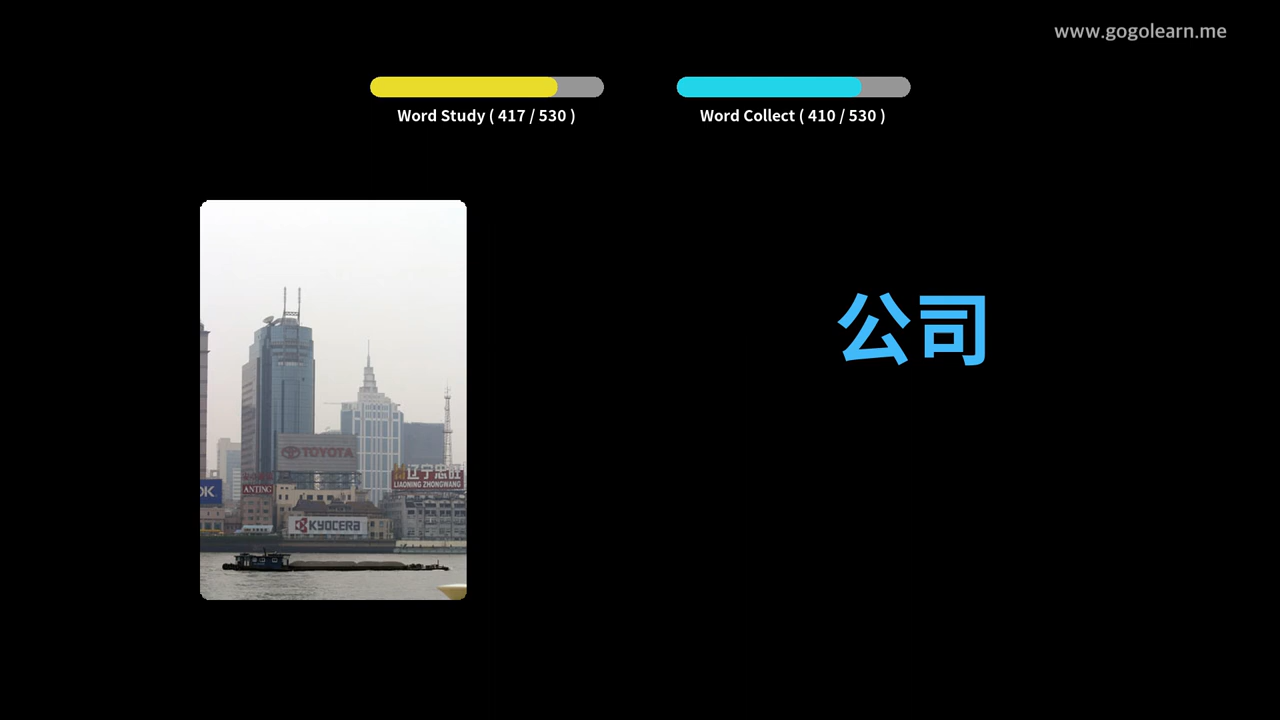 www.gogolearn.me
Word Study ( 417 / 530 )
Word Collect ( 410 / 530 )
公司
TOYOTA
辽宁忠旺
LIAONING ZHONGWANG
OK
ANTING
KYOCERA